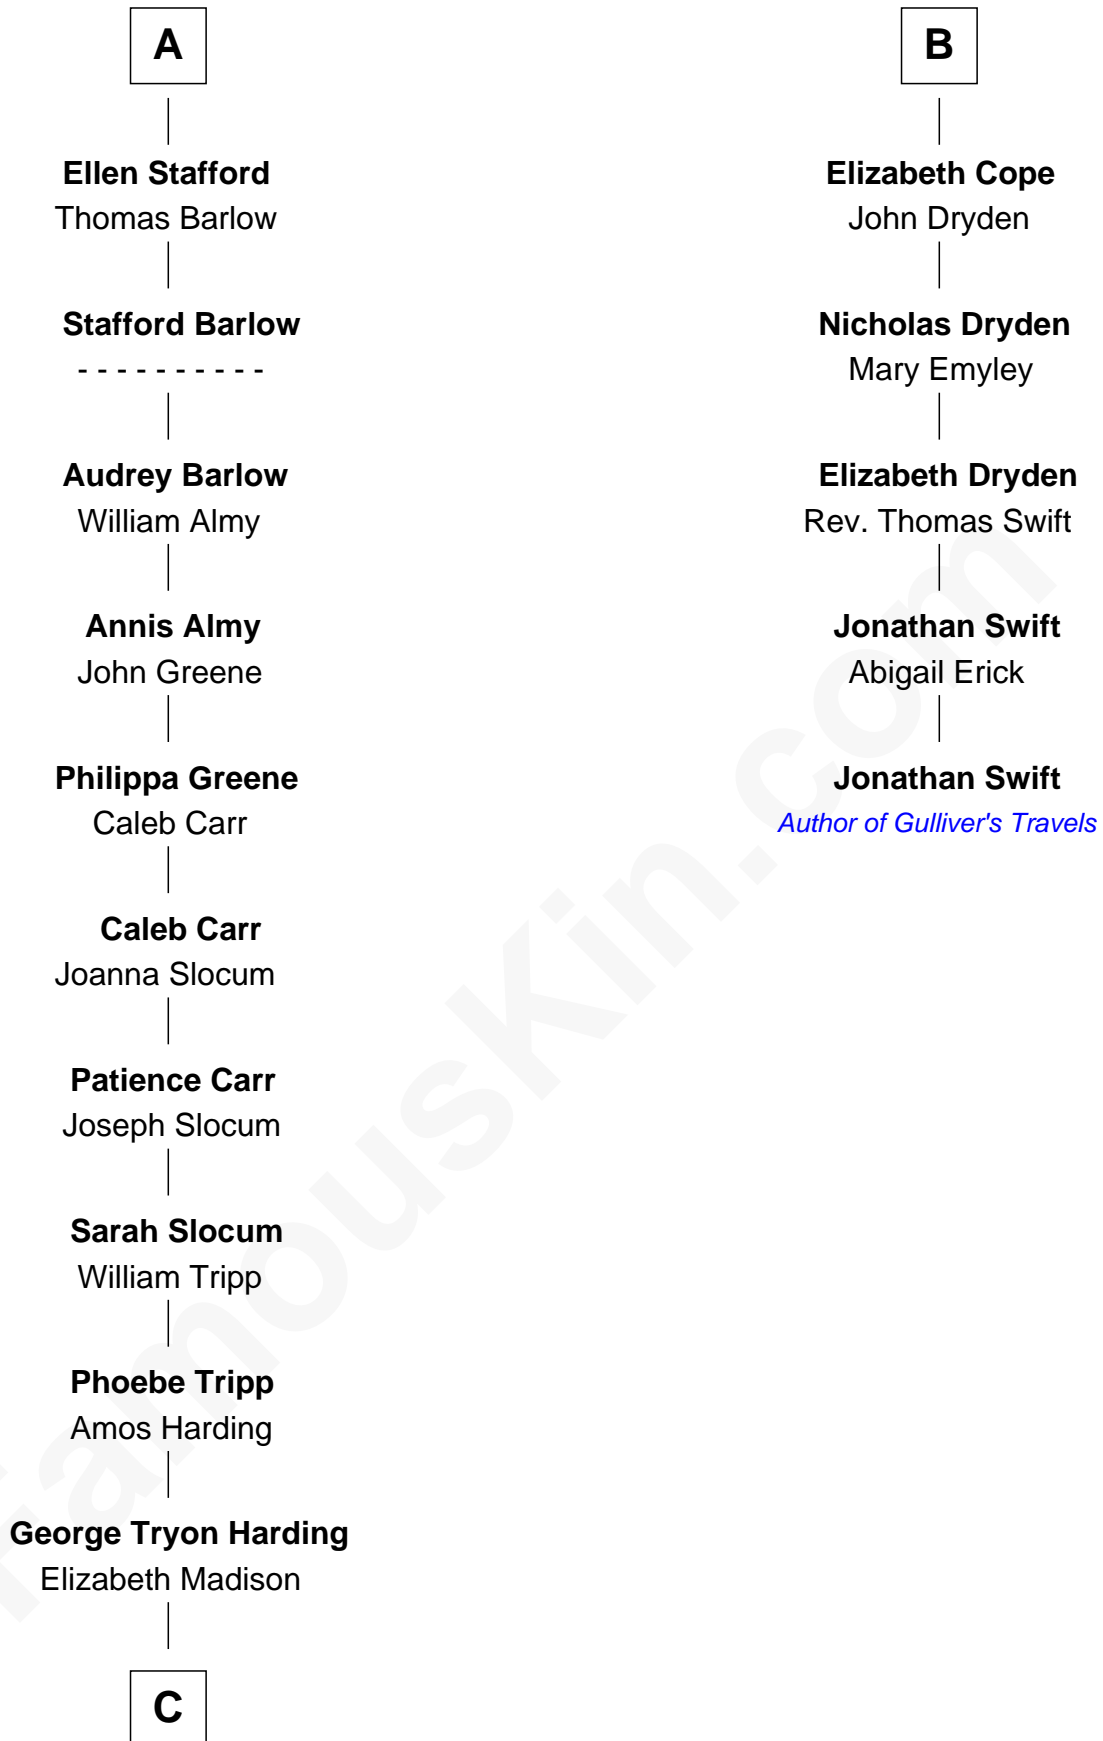 A
Ellen Stafford
Thomas Barlow
Stafford Barlow
- - - - - - - - - -
Audrey Barlow
William Almy
Annis Almy
John Greene
Philippa Greene
Caleb Carr
Caleb Carr
Joanna Slocum
Patience Carr
Joseph Slocum
Sarah Slocum
William Tripp
Phoebe Tripp
Amos Harding
George Tryon Harding
Elizabeth Madison
C
B
Elizabeth Cope
John Dryden
Nicholas Dryden
Mary Emyley
Elizabeth Dryden
Rev. Thomas Swift
Jonathan Swift
Abigail Erick
Jonathan Swift
Author of Gulliver's Travels
FamousKin.com